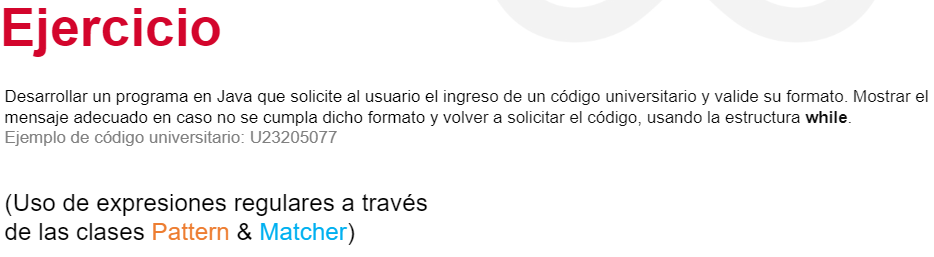 Ejercicio
Desarrollar un programa en Java que solicite al usuario el ingreso de un código universitario y valide su formato. Mostrar el
mensaje adecuado en caso no se cumpla dicho formato y volver a solicitar el código, usando la estructura while.
Ejemplo de código universitario: U23205077
(Uso de expresiones regulares a través
de las clases Pattern & Matcher)